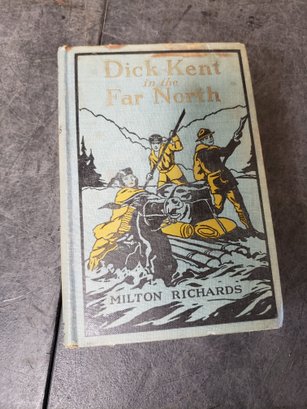 Dick Kent
in the
Far North
MILTON RICHARDS